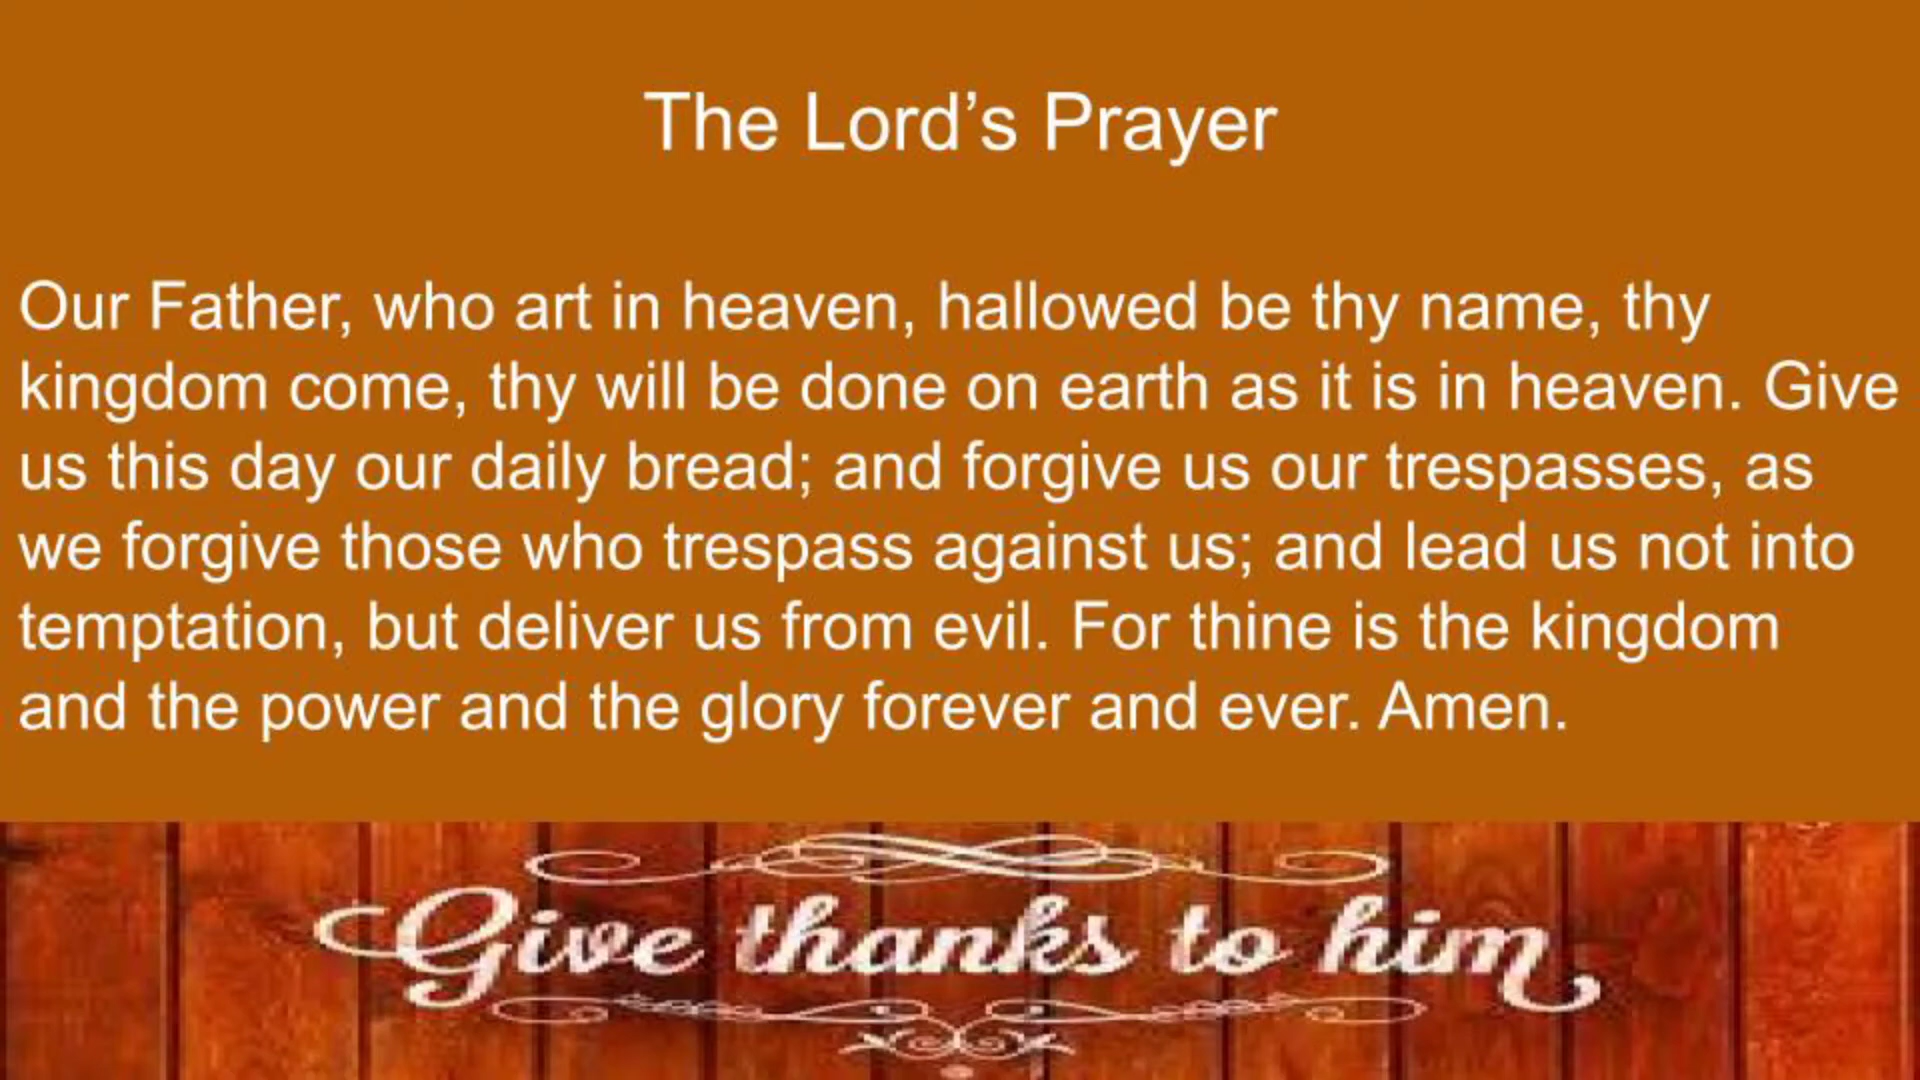 The Lord’s Prayer
Our Father, who art in heaven, hallowed be thy name, thy
kingdom come, thy will be done on earth as it is in heaven. Give
us this day our daily bread; and forgive us our trespasses, as
we forgive those who trespass against us; and lead us not into
temptation, but deliver us from evil. For thine is the kingdom
and the power and the glory forever and ever. Amen.
Give thanks to him